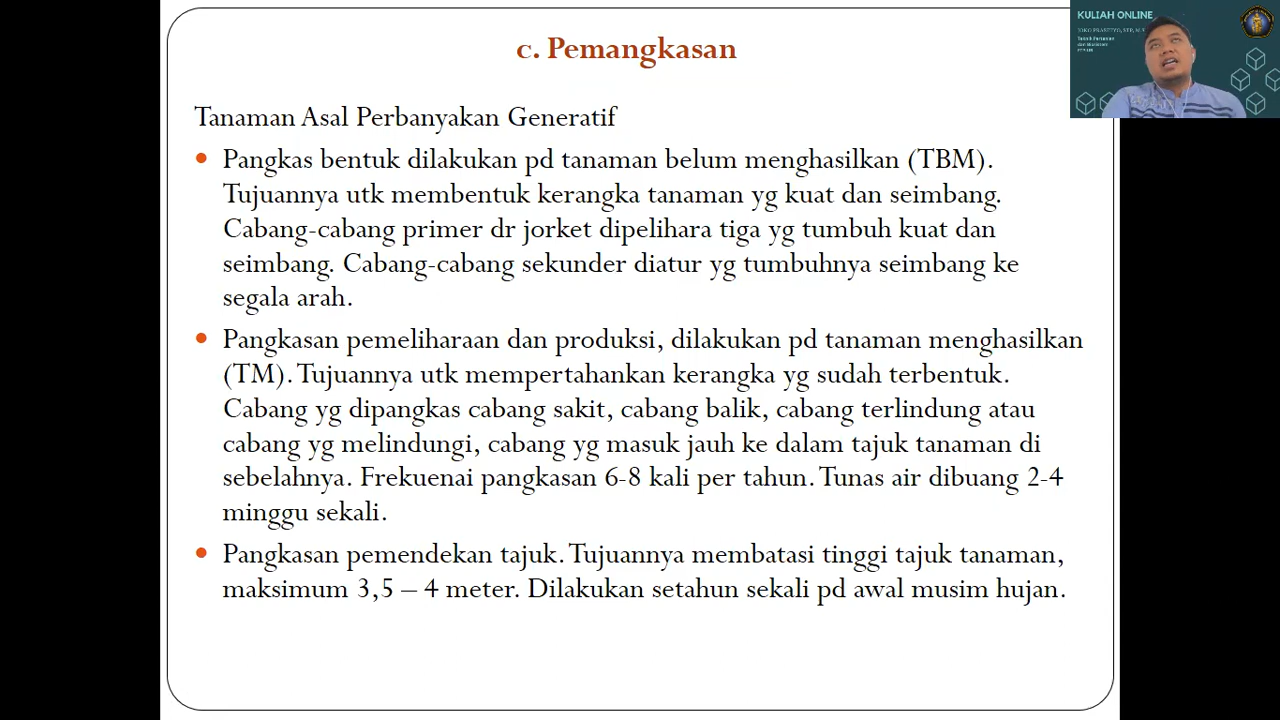 c. Pemangkasan
KULIAH ONLINE
Tanaman Asal Perbanyakan Generatif
Pangkas bentuk dilakukan pd tanaman belum menghasilkan (TBM).
Tujuannya utk membentuk kerangka tanaman yg kuat dan seimbang.
Cabang-cabang primer dr jorket dipelihara tiga yg tumbuh kuat dan
seimbang. Cabang-cabang sekunder diatur yg tumbuhnya seimbang ke
segala arah.
Pangkasan pemeliharaan dan produksi, dilakukan pd tanaman menghasilkan
(TM). Tujuannya utk mempertahankan kerangka yg sudah terbentuk.
Cabang yg dipangkas cabang sakit, cabang balik, cabang terlindung atau
cabang yg melindungi, cabang yg masuk jauh ke dalam tajuk tanaman di
sebelahnya. Frekuenai pangkasan 6-8 kali per tahun. Tunas air dibuang 2-4
minggu sekali.
Pangkasan pemendekan tajuk. Tujuannya membatasi tinggi tajuk tanaman,
maksimum 3,5 – 4 meter. Dilakukan setahun sekali pd awal musim hujan.